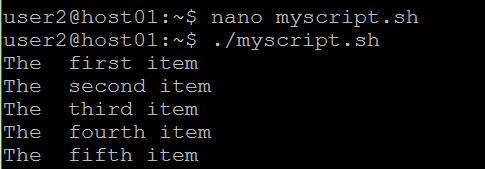 user2@host01:~$ nano myscript.sh
user2@host01:~$ ./myscript.sh
The  first item
The  second item
The  third item
The  fourth item
The  fifth item